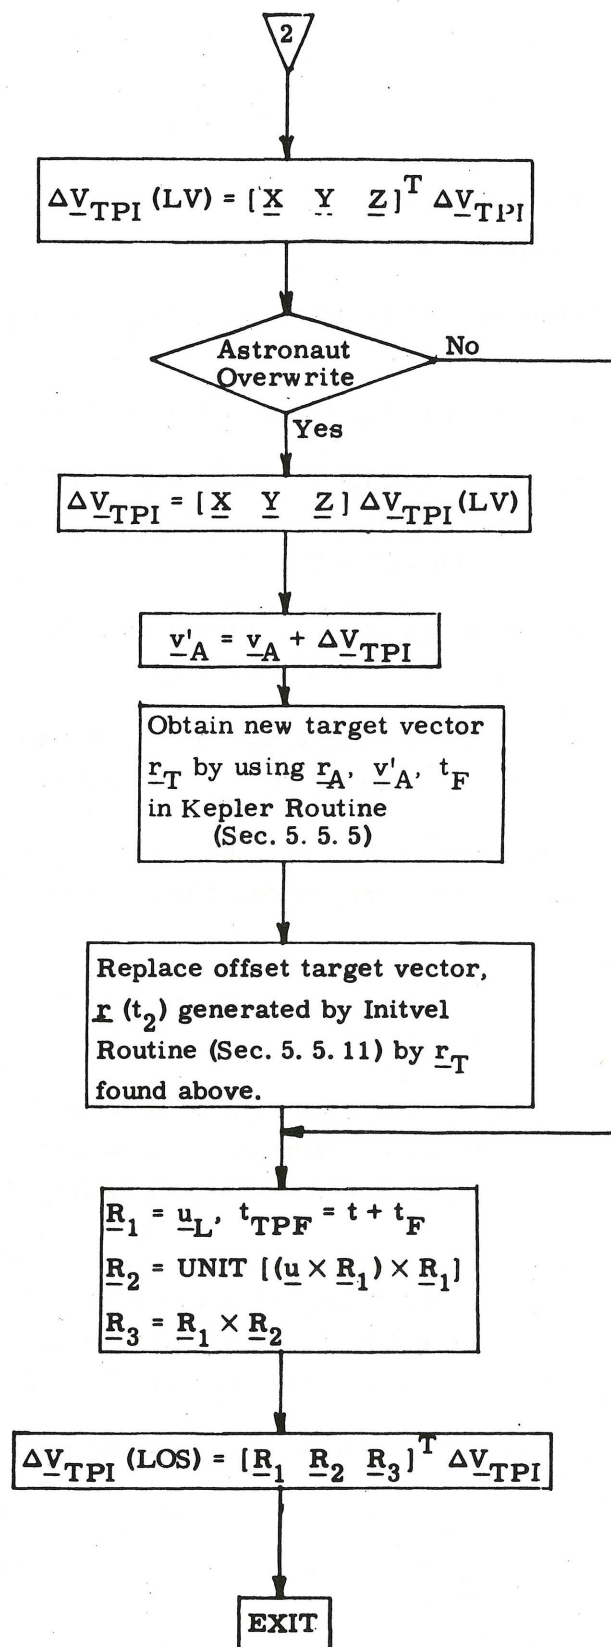 2
ΔV_TPI (LV) = [X Y Z]^T ΔV_TPI
Astronaut
Overwrite
No
Yes
ΔV_TPI = [X Y Z] ΔV_TPI (LV)
v'_A = v_A + ΔV_TPI
Obtain new target vector
r_T by using r_A, v'_A, t_F
in Kepler Routine
(Sec. 5. 5. 5)
Replace offset target vector,
r (t_2) generated by Initvel
Routine (Sec. 5. 5. 11) by r_T
found above.
R_1 = u_L, t_TPF = t + t_F
R_2 = UNIT [(u × R_1) × R_1]
R_3 = R_1 × R_2
ΔV_TPI (LOS) = [R_1 R_2 R_3]^T ΔV_TPI
EXIT